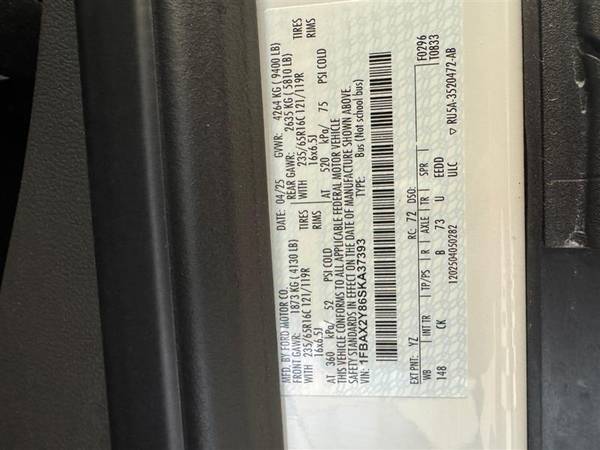 MFD. BY FORD MOTOR CO.
DATE: 04/25 GVWR: 4264 KG ( 9400 LB)
FRONT GAWR: 1873 KG ( 4130 LB) REAR GAWR: 2635 KG ( 5810 LB)
WITH 235/65R16C 121/119R TIRES WITH 235/65R16C 121/119R TIRES
16x6.5J RIMS 16x6.5J RIMS
AT 360 kPa/ 52 PSI COLD AT 520 kPa/ 75 PSI COLD
THIS VEHICLE CONFORMS TO ALL APPLICABLE FEDERAL MOTOR VEHICLE
SAFETY STANDARDS IN EFFECT ON THE DATE OF MANUFACTURE SHOWN ABOVE.
VIN: 1FBAX2Y86SKA37393 TYPE: Bus (Not school bus)
F0296
T0833
EXT PNT: YZ RC: 72 DSO:
WB INT TR TP/PS R AXLE TR SPR
148 CK B 73 U EEDD
ULC
1202504050282 ▽ RU5A-3520472-AB